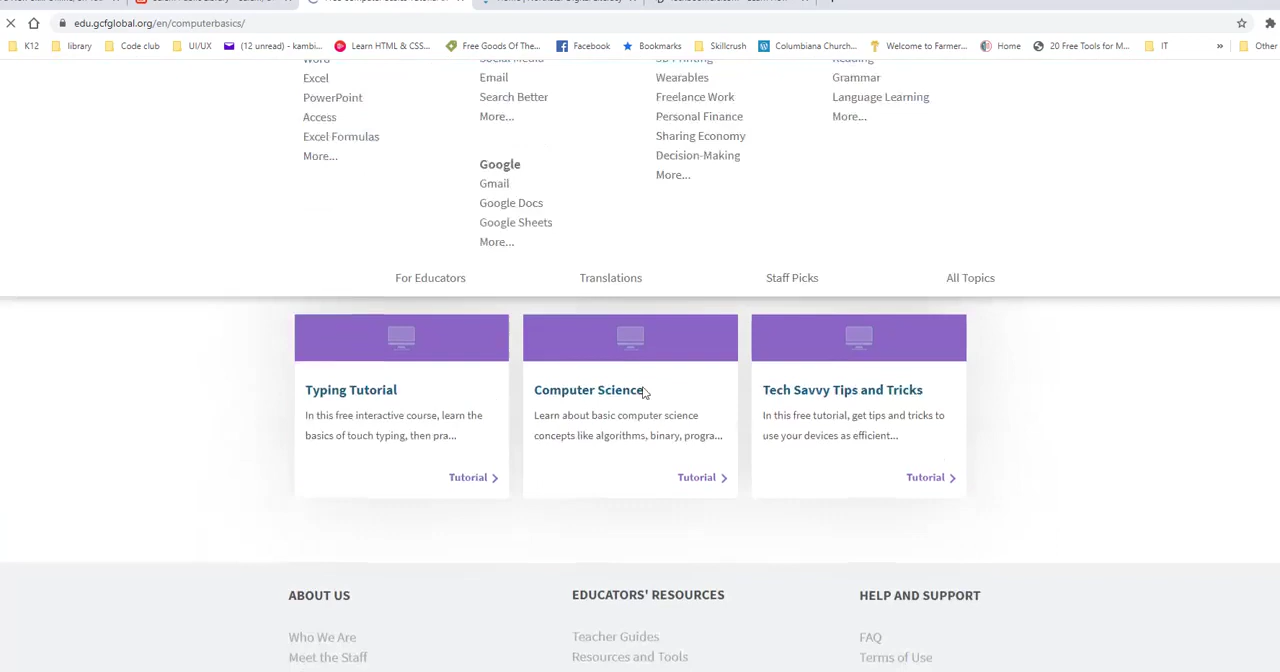 edu.gcfglobal.org/en/computerbasics/
K12
library
Code club
UI/UX
(12 unread) - kambi...
Learn HTML & CSS...
Free Goods Of The...
Facebook
Bookmarks
Skillcrush
Columbiana Church...
Welcome to Farmer...
Home
20 Free Tools for M...
IT
»
Other
Word
Excel
PowerPoint
Access
Excel Formulas
More...
Social Media
Email
Search Better
More...
Google
Gmail
Google Docs
Google Sheets
More...
3D Printing
Wearables
Freelance Work
Personal Finance
Sharing Economy
Decision-Making
More...
Reading
Grammar
Language Learning
More...
For Educators
Translations
Staff Picks
All Topics
Typing Tutorial
In this free interactive course, learn the
basics of touch typing, then pra...
Tutorial
Computer Science
Learn about basic computer science
concepts like algorithms, binary, progra...
Tutorial
Tech Savvy Tips and Tricks
In this free tutorial, get tips and tricks to
use your devices as efficient...
Tutorial
ABOUT US
Who We Are
Meet the Staff
EDUCATORS' RESOURCES
Teacher Guides
Resources and Tools
HELP AND SUPPORT
FAQ
Terms of Use